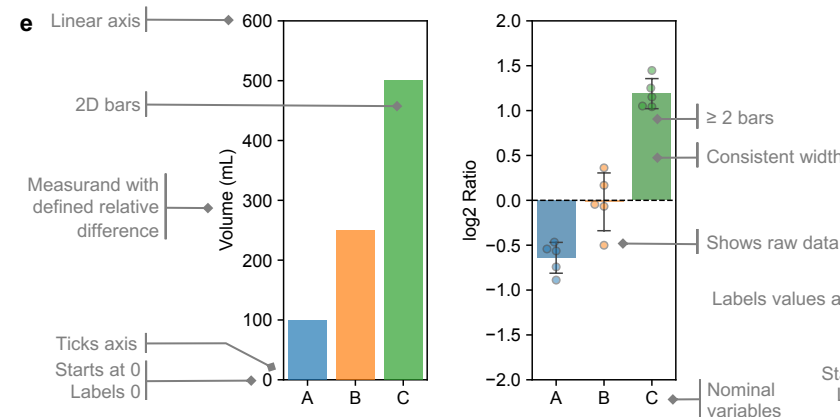 e
Linear axis
2D bars
Measurand with
defined relative
difference
Ticks axis
Starts at 0
Labels 0
Volume (mL)
600
500
400
300
200
100
0
A B C
log2 Ratio
2.0
1.5
1.0
0.5
0.0
−0.5
−1.0
−1.5
−2.0
A B C
≥ 2 bars
Consistent width
Shows raw data
Labels values
Nominal
variables